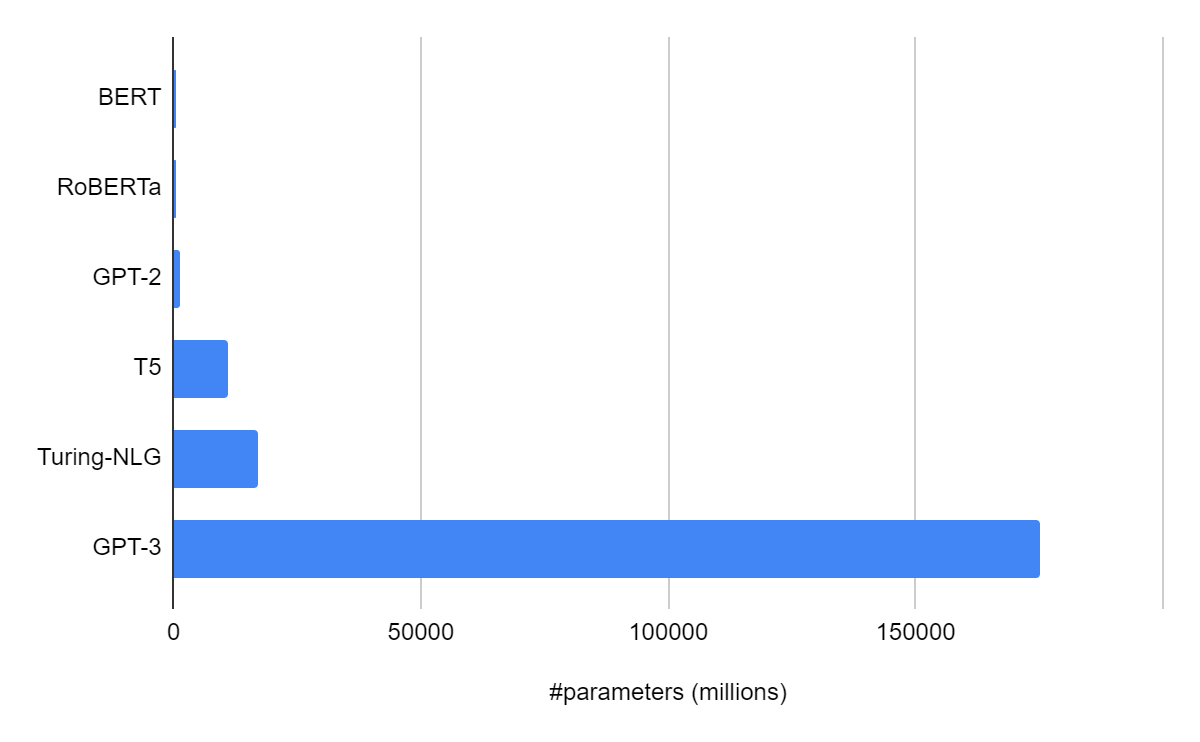 BERT
RoBERTa
GPT-2
T5
Turing-NLG
GPT-3
0 50000 100000 150000
#parameters (millions)